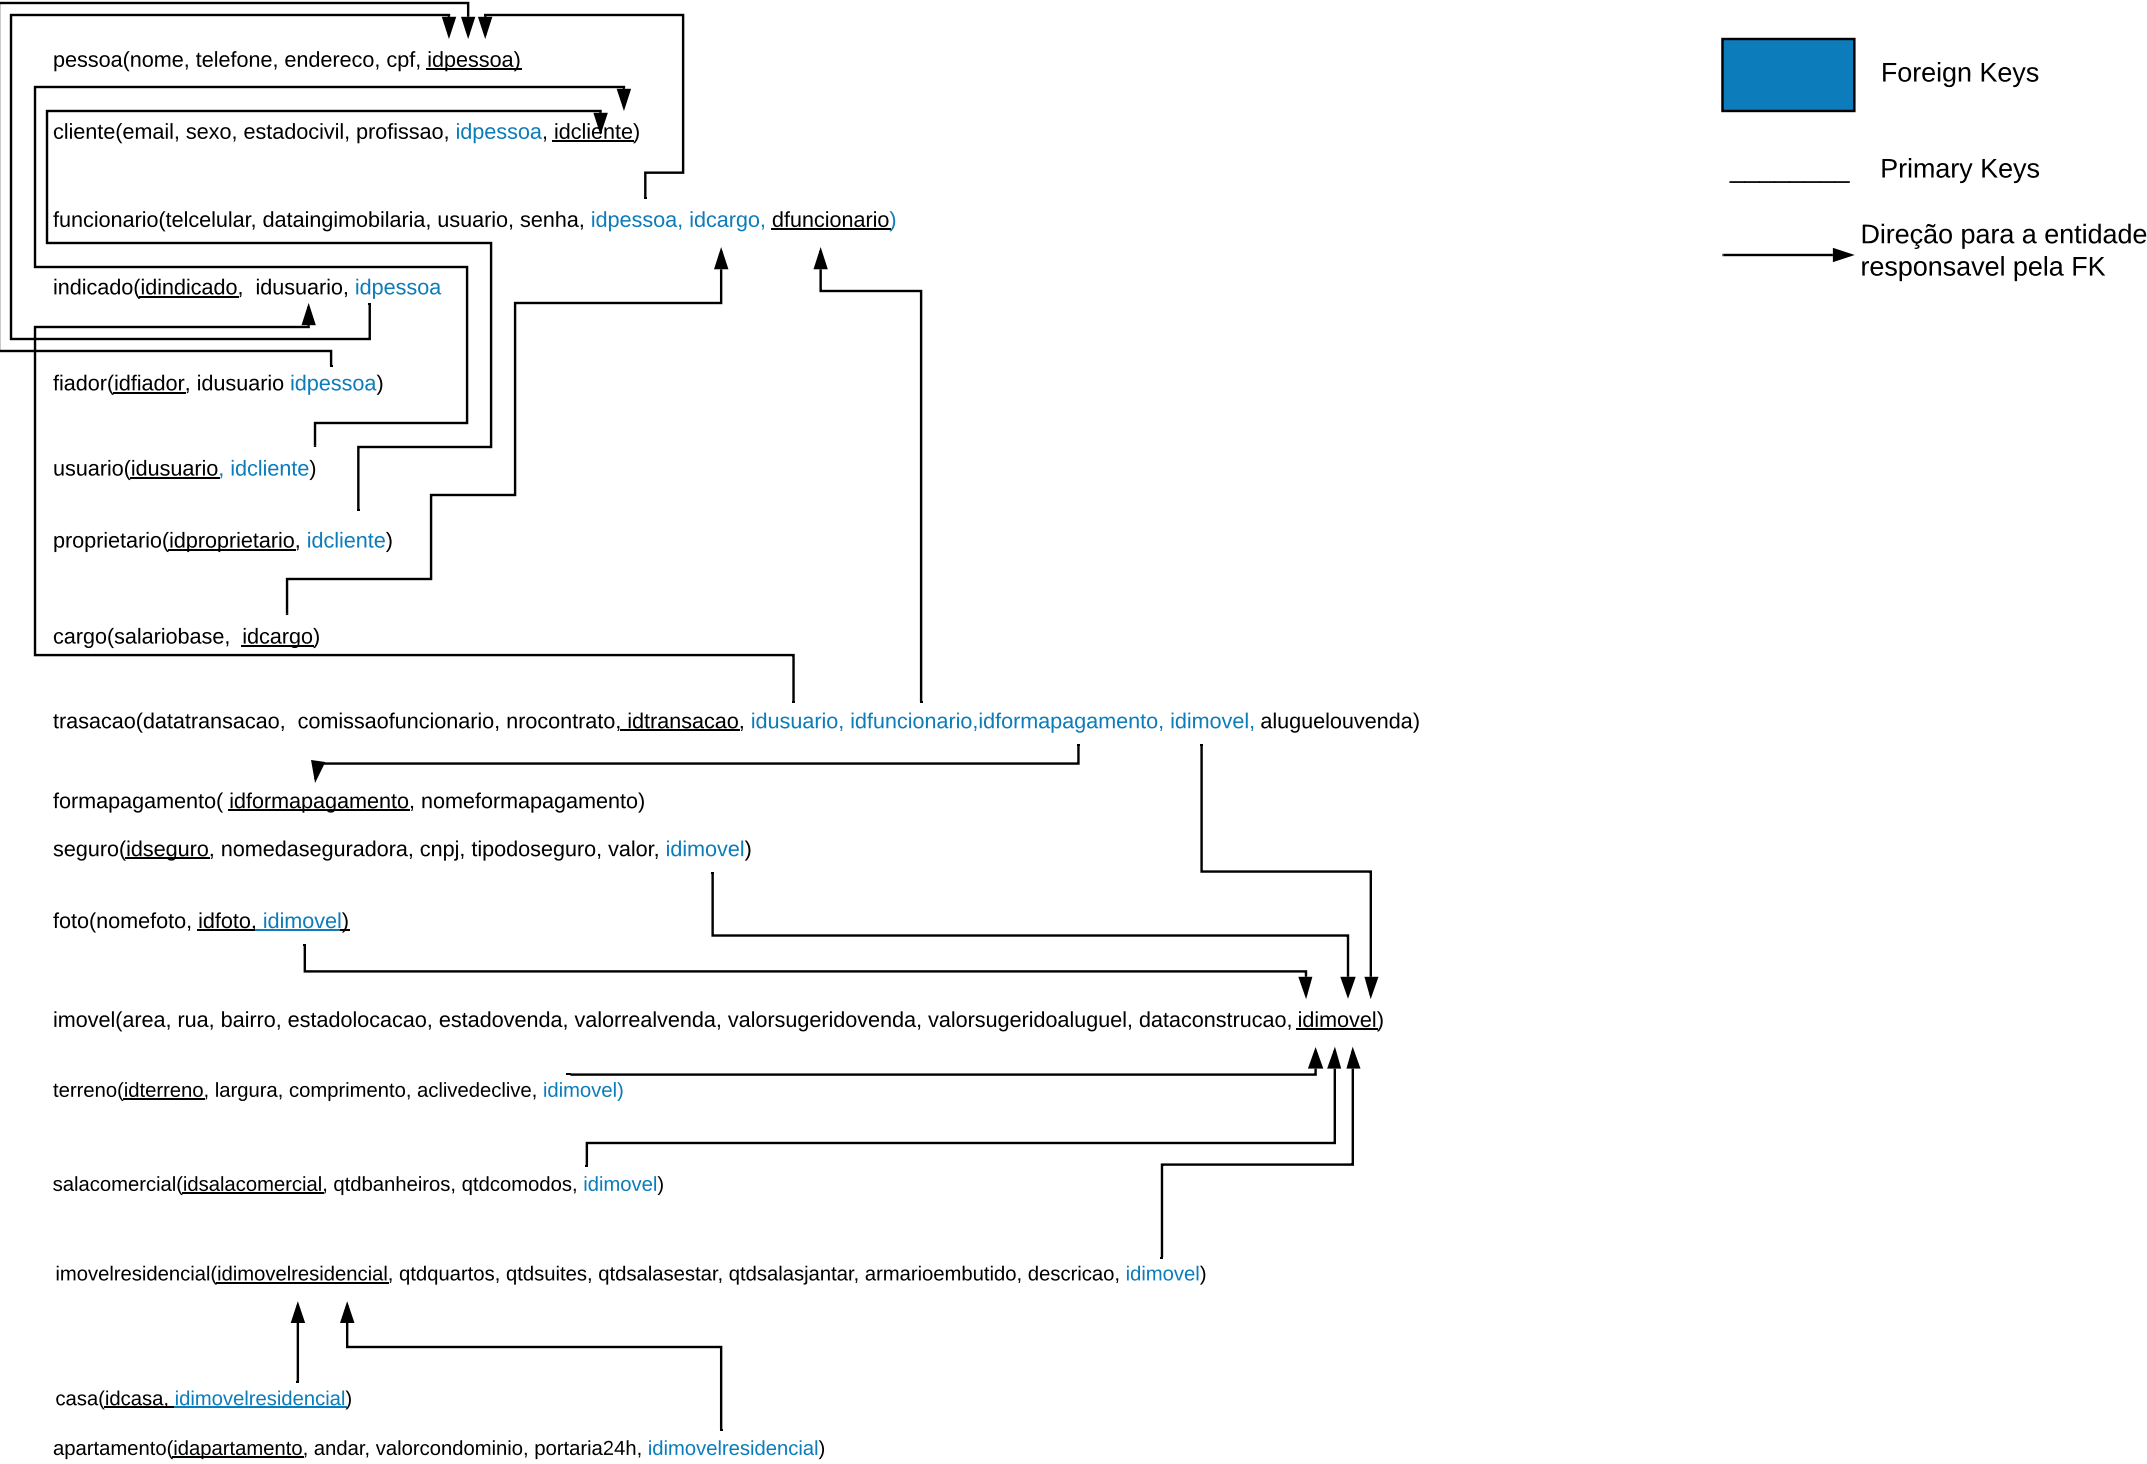 pessoa(nome, telefone, endereco, cpf, idpessoa)
cliente(email, sexo, estadocivil, profissao, idpessoa, idcliente)
funcionario(telcelular, dataingimobilaria, usuario, senha, idpessoa, idcargo, dfuncionario)
indicado(idindicado,  idusuario, idpessoa
fiador(idfiador, idusuario idpessoa)
usuario(idusuario, idcliente)
proprietario(idproprietario, idcliente)
cargo(salariobase,  idcargo)
trasacao(datatransacao,  comissaofuncionario, nrocontrato, idtransacao, idusuario, idfuncionario,idformapagamento, idimovel, aluguelouvenda)
formapagamento( idformapagamento, nomeformapagamento)
seguro(idseguro, nomedaseguradora, cnpj, tipodoseguro, valor, idimovel)
foto(nomefoto, idfoto, idimovel)
imovel(area, rua, bairro, estadolocacao, estadovenda, valorrealvenda, valorsugeridovenda, valorsugeridoaluguel, dataconstrucao, idimovel)
terreno(idterreno, largura, comprimento, aclivedeclive, idimovel)
salacomercial(idsalacomercial, qtdbanheiros, qtdcomodos, idimovel)
imovelresidencial(idimovelresidencial, qtdquartos, qtdsuites, qtdsalasestar, qtdsalasjantar, armarioembutido, descricao, idimovel)
casa(idcasa, idimovelresidencial)
apartamento(idapartamento, andar, valorcondominio, portaria24h, idimovelresidencial)
Foreign Keys
Primary Keys
Direção para a entidade
responsavel pela FK